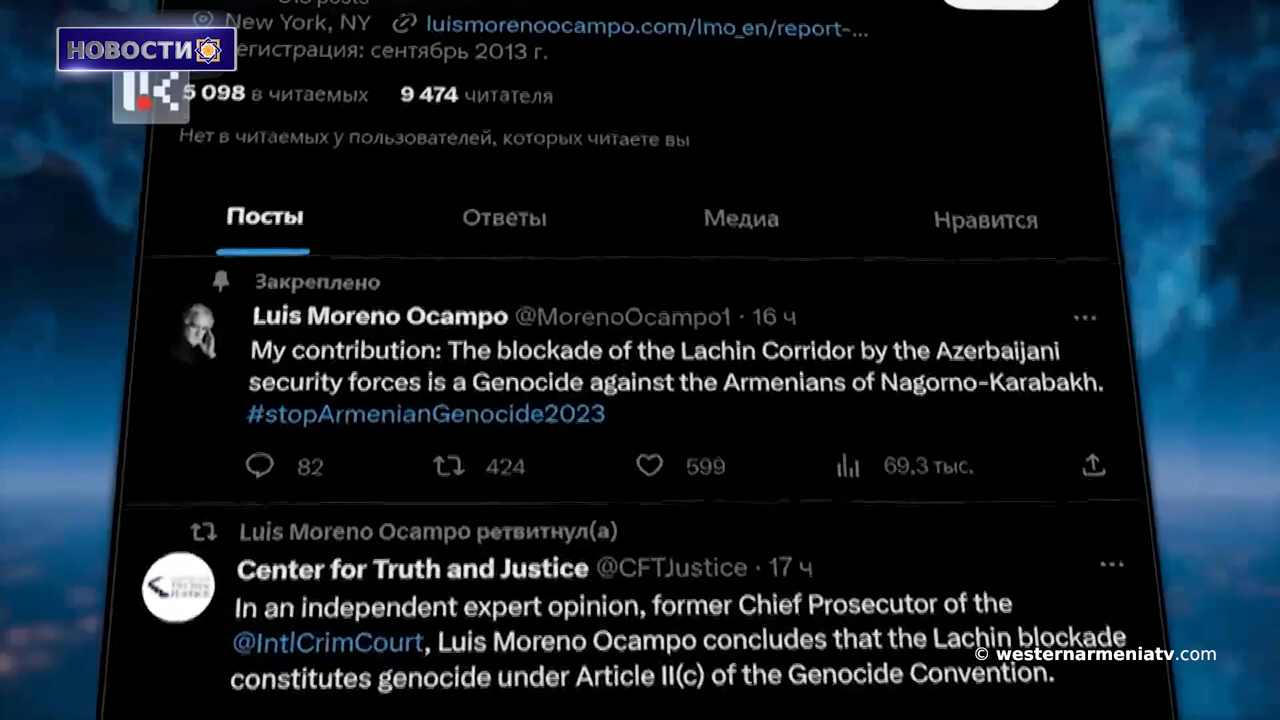 New York, NY luismorenoocampo.com/lmo_en/report-...
НОВОСТИ
егистрация: сентябрь 2013 г.
5 098 в читаемых 9 474 читателя
Нет в читаемых у пользователей, которых читаете вы
Посты Ответы Медиа Нравится
Закреплено
Luis Moreno Ocampo @MorenoOcampo1 · 16 ч
My contribution: The blockade of the Lachin Corridor by the Azerbaijani
security forces is a Genocide against the Armenians of Nagorno-Karabakh.
#stopArmenianGenocide2023
82 424 599 69,3 тыс.
Luis Moreno Ocampo ретвитнул(а)
Center for Truth and Justice @CFTJustice · 17 ч
In an independent expert opinion, former Chief Prosecutor of the
@IntlCrimCourt, Luis Moreno Ocampo concludes that the Lachin blockade
© westernarmeniatv.com
constitutes genocide under Article II(c) of the Genocide Convention.